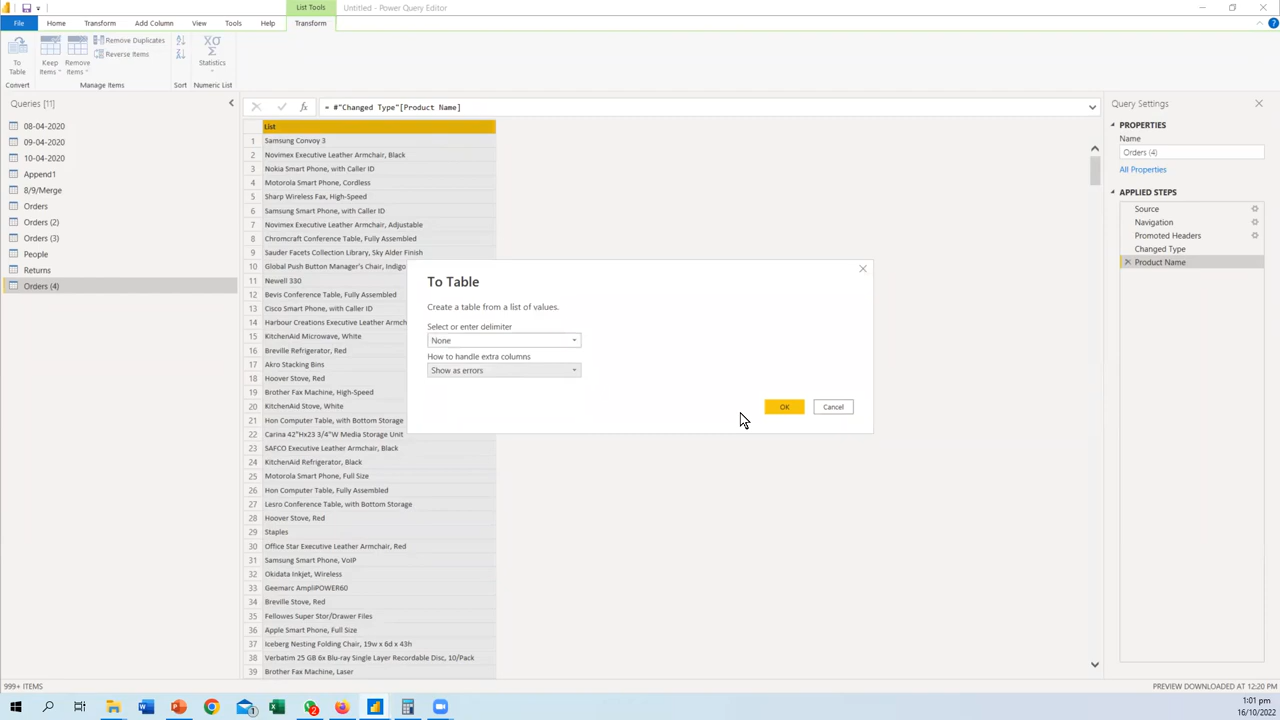 List Tools
Untitled - Power Query Editor
File
Home
Transform
Add Column
View
Tools
Help
Transform
To
Table
Keep
Items
Remove
Items
Remove Duplicates
Reverse Items
Statistics
Convert
Manage Items
Sort
Numeric List
Queries [11]
= #"Changed Type"[Product Name]
Query Settings
08-04-2020
09-04-2020
10-04-2020
Append1
8/9/Merge
Orders
Orders (2)
Orders (3)
People
Returns
Orders (4)
List
1 Samsung Convoy 3
2 Novimex Executive Leather Armchair, Black
3 Nokia Smart Phone, with Caller ID
4 Motorola Smart Phone, Cordless
5 Sharp Wireless Fax, High-Speed
6 Samsung Smart Phone, with Caller ID
7 Novimex Executive Leather Armchair, Adjustable
8 Chromcraft Conference Table, Fully Assembled
9 Sauder Facets Collection Library, Sky Alder Finish
10 Global Push Button Manager's Chair, Indigo
11 Newell 330
12 Bevis Conference Table, Fully Assembled
13 Cisco Smart Phone, with Caller ID
14 Harbour Creations Executive Leather Armch
15 KitchenAid Microwave, White
16 Breville Refrigerator, Red
17 Akro Stacking Bins
18 Hoover Stove, Red
19 Brother Fax Machine, High-Speed
20 KitchenAid Stove, White
21 Hon Computer Table, with Bottom Storage
22 Carina 42"Hx23 3/4"W Media Storage Unit
23 SAFCO Executive Leather Armchair, Black
24 KitchenAid Refrigerator, Black
25 Motorola Smart Phone, Full Size
26 Hon Computer Table, Fully Assembled
27 Lesro Conference Table, with Bottom Storage
28 Hoover Stove, Red
29 Staples
30 Office Star Executive Leather Armchair, Red
31 Samsung Smart Phone, VoIP
32 Okidata Inkjet, Wireless
33 Geemarc AmpliPOWER60
34 Breville Stove, Red
35 Fellowes Super Stor/Drawer Files
36 Apple Smart Phone, Full Size
37 Iceberg Nesting Folding Chair, 19w x 6d x 43h
38 Verbatim 25 GB 6x Blu-ray Single Layer Recordable Disc, 10/Pack
39 Brother Fax Machine, Laser
To Table
Create a table from a list of values.
Select or enter delimiter
None
How to handle extra columns
Show as errors
OK
Cancel
PROPERTIES
Name
Orders (4)
All Properties
APPLIED STEPS
Source
Navigation
Promoted Headers
Changed Type
Product Name
999+ ITEMS
PREVIEW DOWNLOADED AT 12:20 PM
1:01 pm
16/10/2022